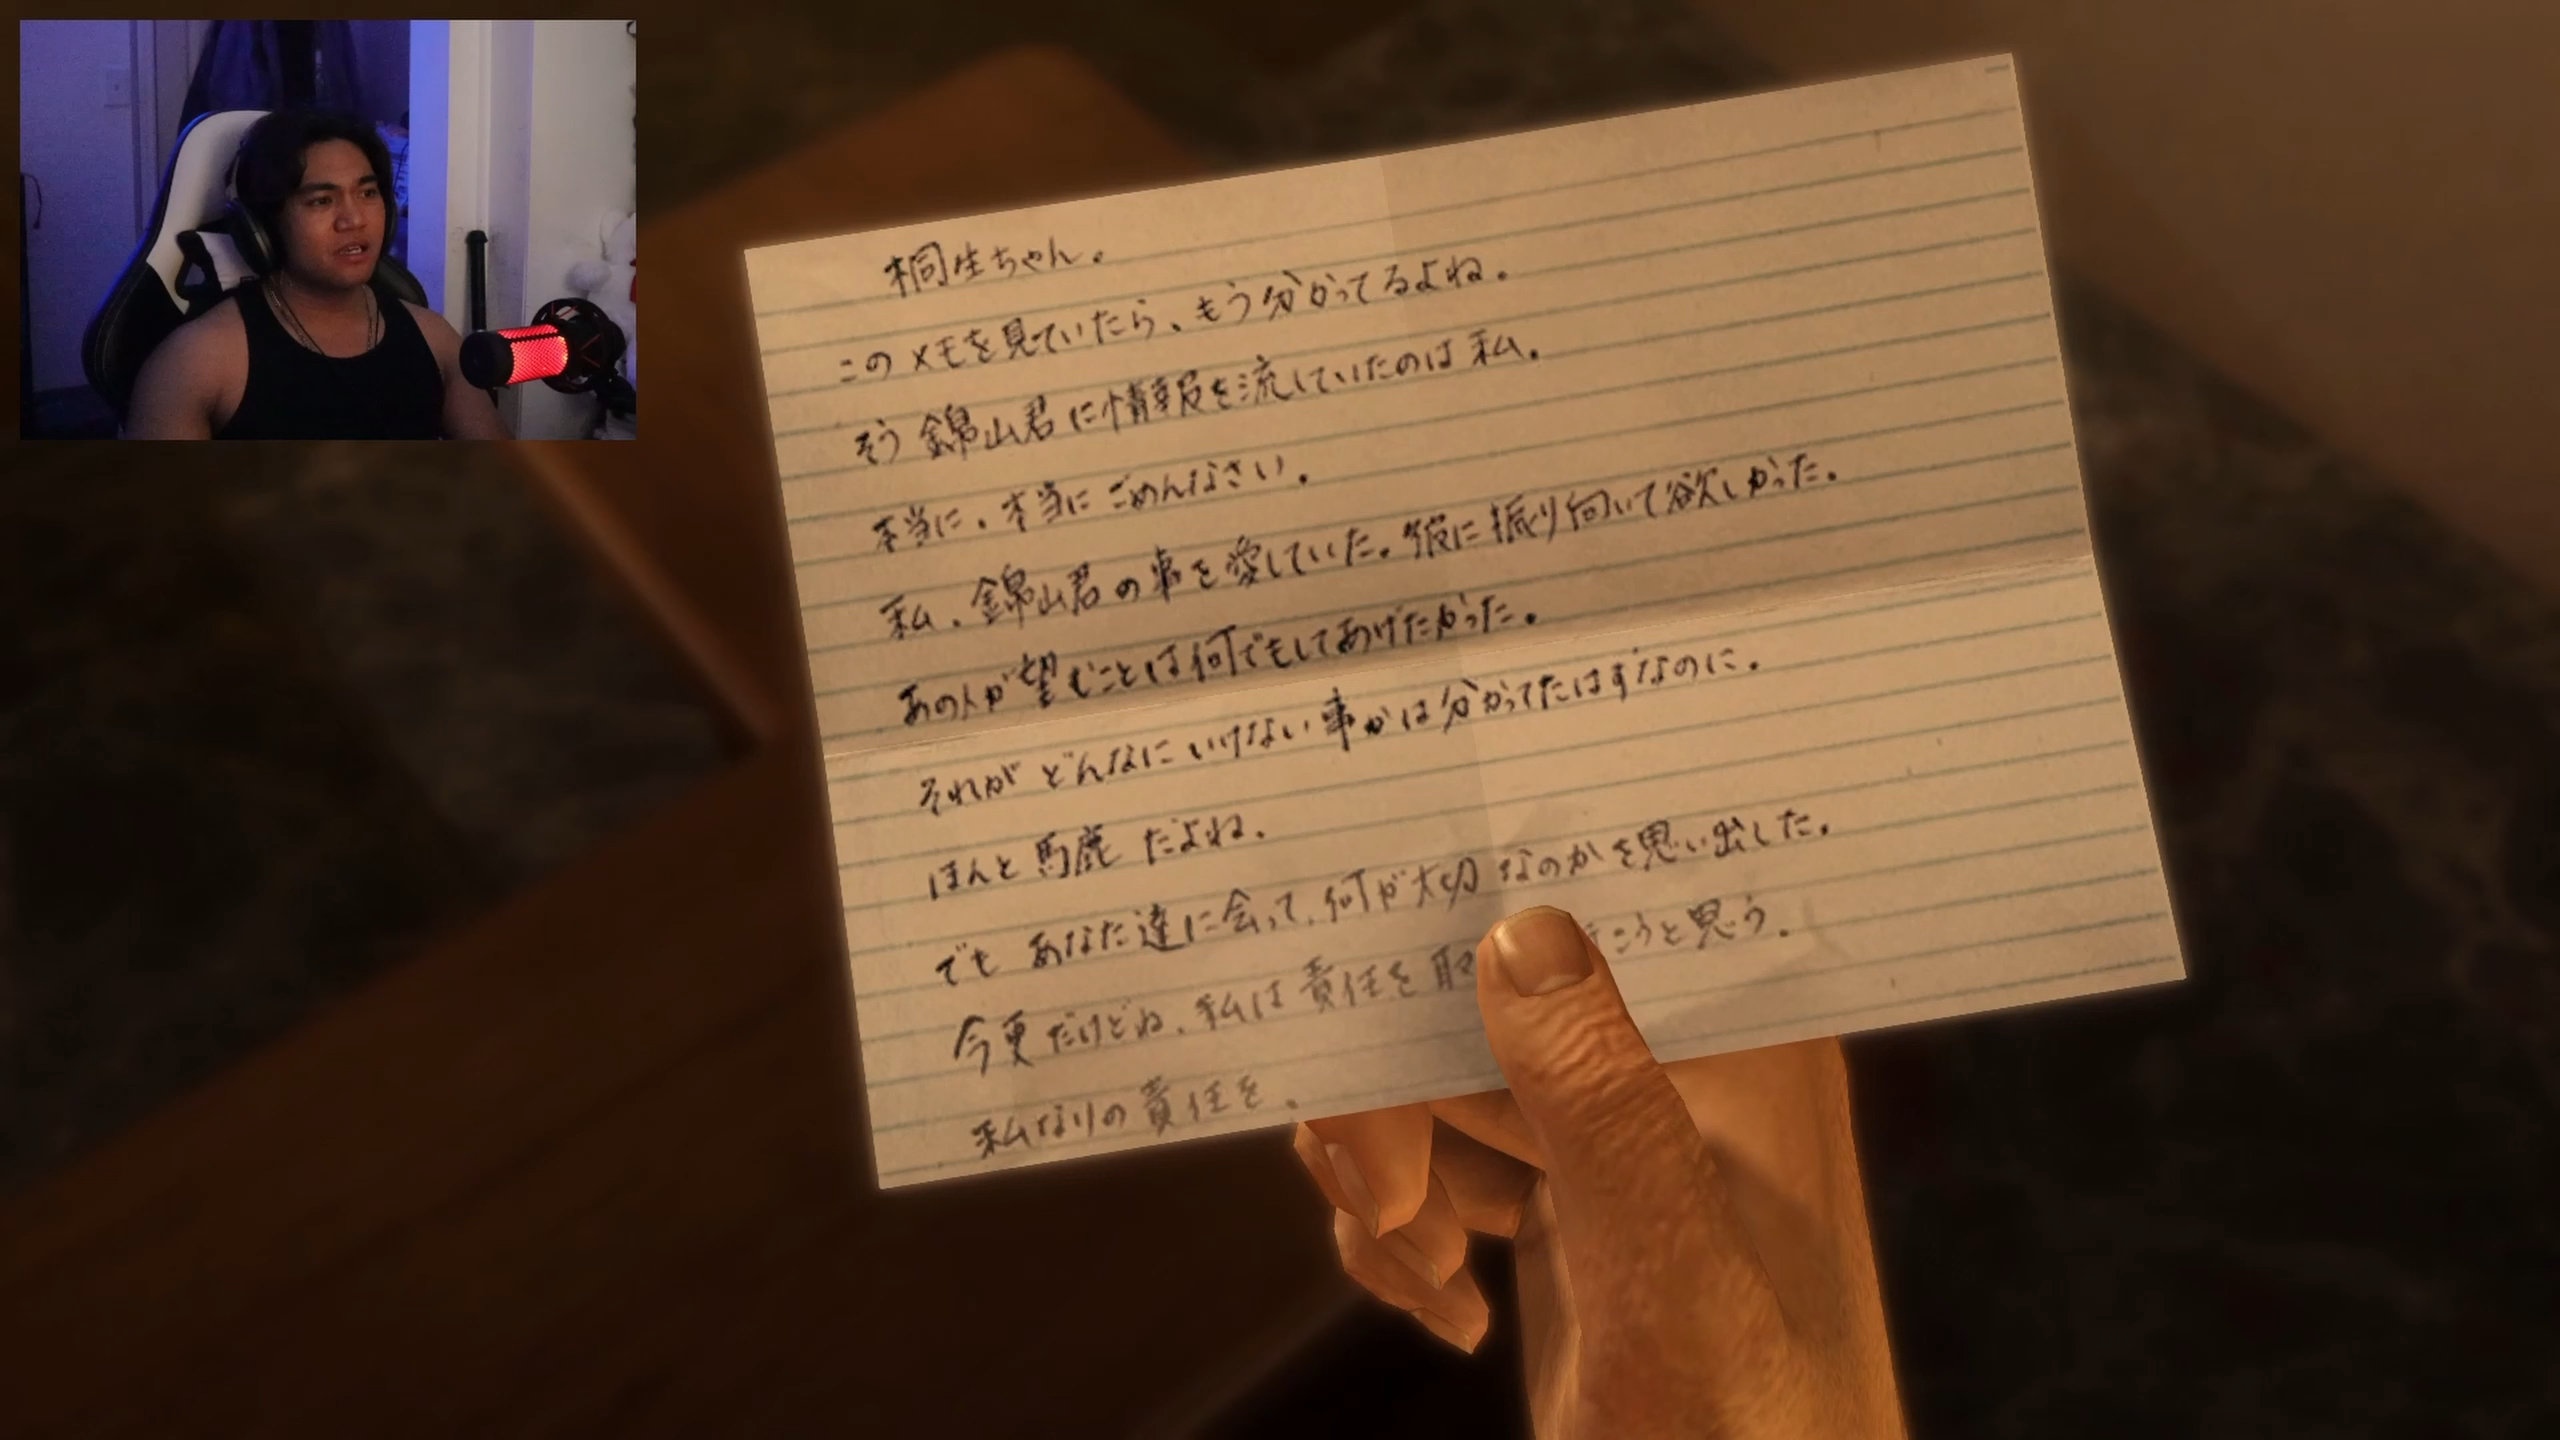 桐生ちゃん。
このメモを見ていたら、もう分かってるよね。
そう 錦山君に情報を流していたのは 私。
本当に、本当に ごめんなさい。
私、錦山君の事を愛していた。彼に振り向いて欲しかった。
あの人が望むことは何でもしてあげたかった。
それが どんなに いけない事かは 分かってたはずなのに。
ほんと 馬鹿 だよね。
でも あなた達に会って、何が大切 なのかを思い出した。
今更だけどね、私は 責任を 取 こうと思う。
私なりの 責任を。